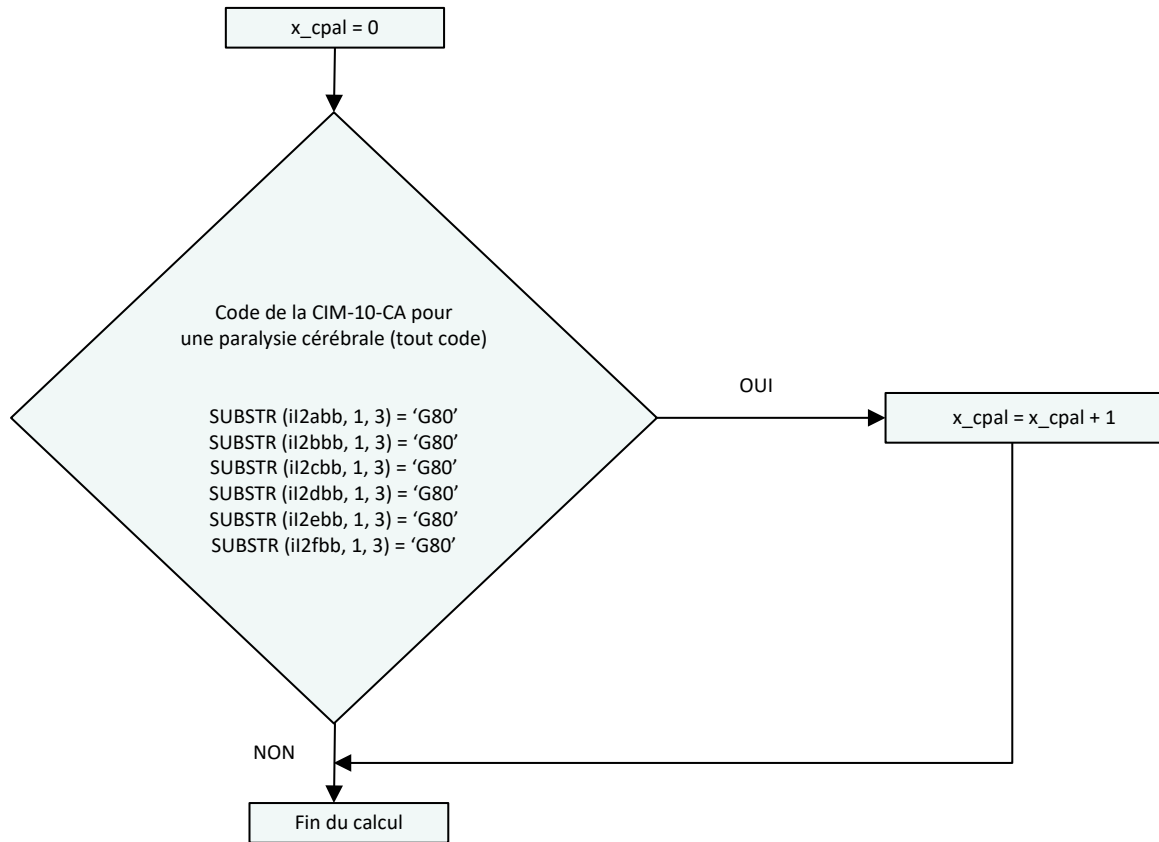 x_cpal = 0
Code de la CIM-10-CA pour
une paralysie cérébrale (tout code)
SUBSTR (iI2abb, 1, 3) = ‘G80’
SUBSTR (iI2bbb, 1, 3) = ‘G80’
SUBSTR (iI2cbb, 1, 3) = ‘G80’
SUBSTR (iI2dbb, 1, 3) = ‘G80’
SUBSTR (iI2ebb, 1, 3) = ‘G80’
SUBSTR (iI2fbb, 1, 3) = ‘G80’
OUI
x_cpal = x_cpal + 1
NON
Fin du calcul